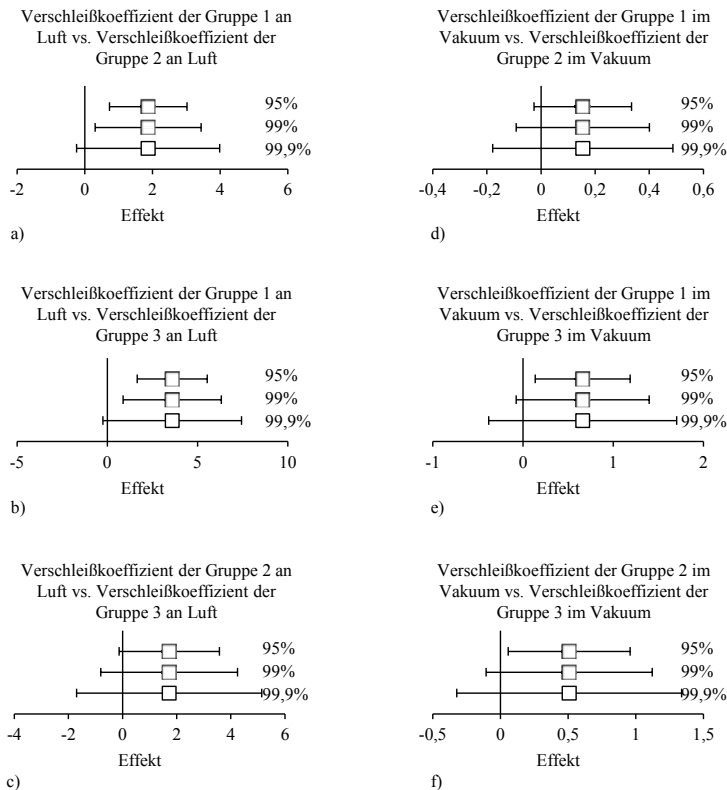 Verschleißkoeffizient der Gruppe 1 an
Luft vs. Verschleißkoeffizient der
Gruppe 2 an Luft
95%
99%
99,9%
-2 0 2 4 6
Effekt
a)
Verschleißkoeffizient der Gruppe 1 im
Vakuum vs. Verschleißkoeffizient der
Gruppe 2 im Vakuum
95%
99%
99,9%
-0,4 -0,2 0 0,2 0,4 0,6
Effekt
d)
Verschleißkoeffizient der Gruppe 1 an
Luft vs. Verschleißkoeffizient der
Gruppe 3 an Luft
95%
99%
99,9%
-5 0 5 10
Effekt
b)
Verschleißkoeffizient der Gruppe 1 im
Vakuum vs. Verschleißkoeffizient der
Gruppe 3 im Vakuum
95%
99%
99,9%
-1 0 1 2
Effekt
e)
Verschleißkoeffizient der Gruppe 2 an
Luft vs. Verschleißkoeffizient der
Gruppe 3 an Luft
95%
99%
99,9%
-4 -2 0 2 4 6
Effekt
c)
Verschleißkoeffizient der Gruppe 2 im
Vakuum vs. Verschleißkoeffizient der
Gruppe 3 im Vakuum
95%
99%
99,9%
-0,5 0 0,5 1 1,5
Effekt
f)